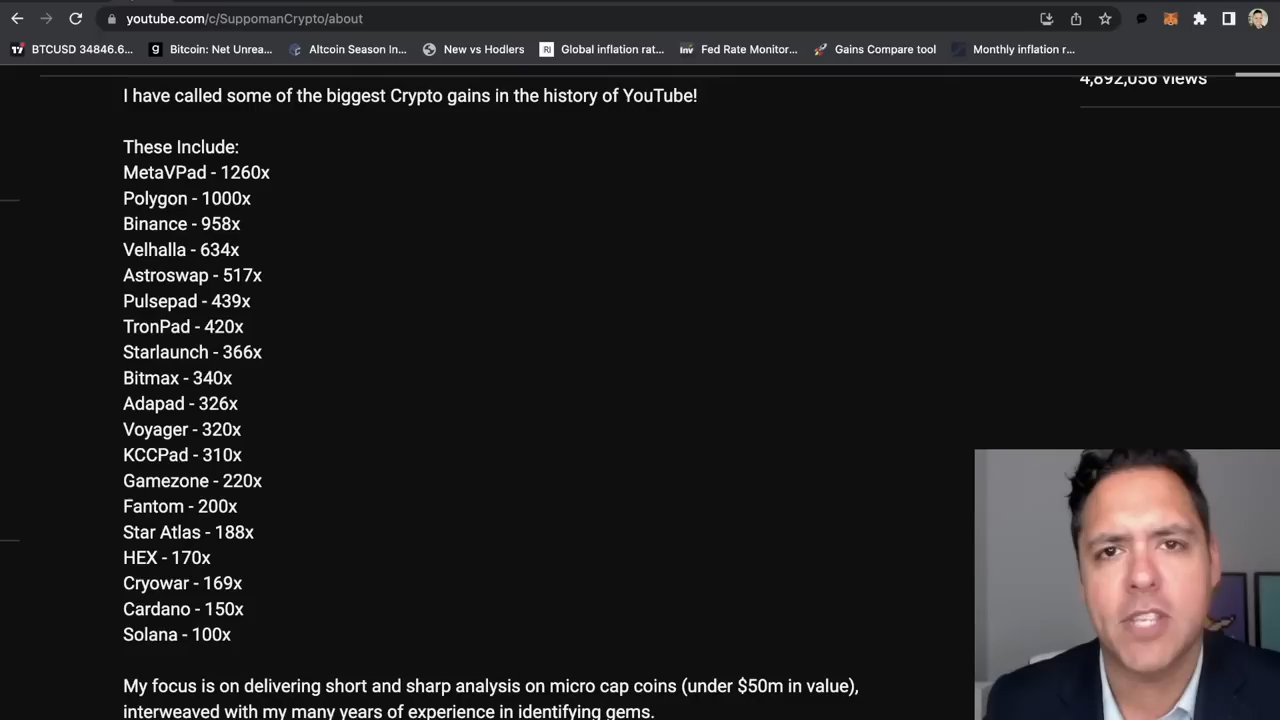 youtube.com/c/SuppomanCrypto/about
BTCUSD 34846.6... Bitcoin: Net Unrea... Altcoin Season In... New vs Hodlers Global inflation rat... Fed Rate Monitor... Gains Compare tool Monthly inflation r...
4,892,056 views
I have called some of the biggest Crypto gains in the history of YouTube!
These Include:
MetaVPad - 1260x
Polygon - 1000x
Binance - 958x
Velhalla - 634x
Astroswap - 517x
Pulsepad - 439x
TronPad - 420x
Starlaunch - 366x
Bitmax - 340x
Adapad - 326x
Voyager - 320x
KCCPad - 310x
Gamezone - 220x
Fantom - 200x
Star Atlas - 188x
HEX - 170x
Cryowar - 169x
Cardano - 150x
Solana - 100x
My focus is on delivering short and sharp analysis on micro cap coins (under $50m in value),
interweaved with my many years of experience in identifying gems.